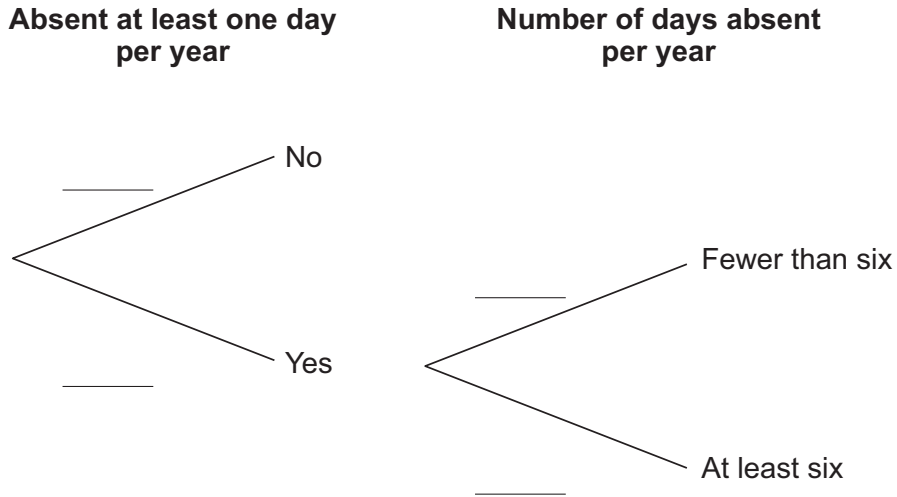 Absent at least one day
per year
Number of days absent
per year
No
Yes
Fewer than six
At least six